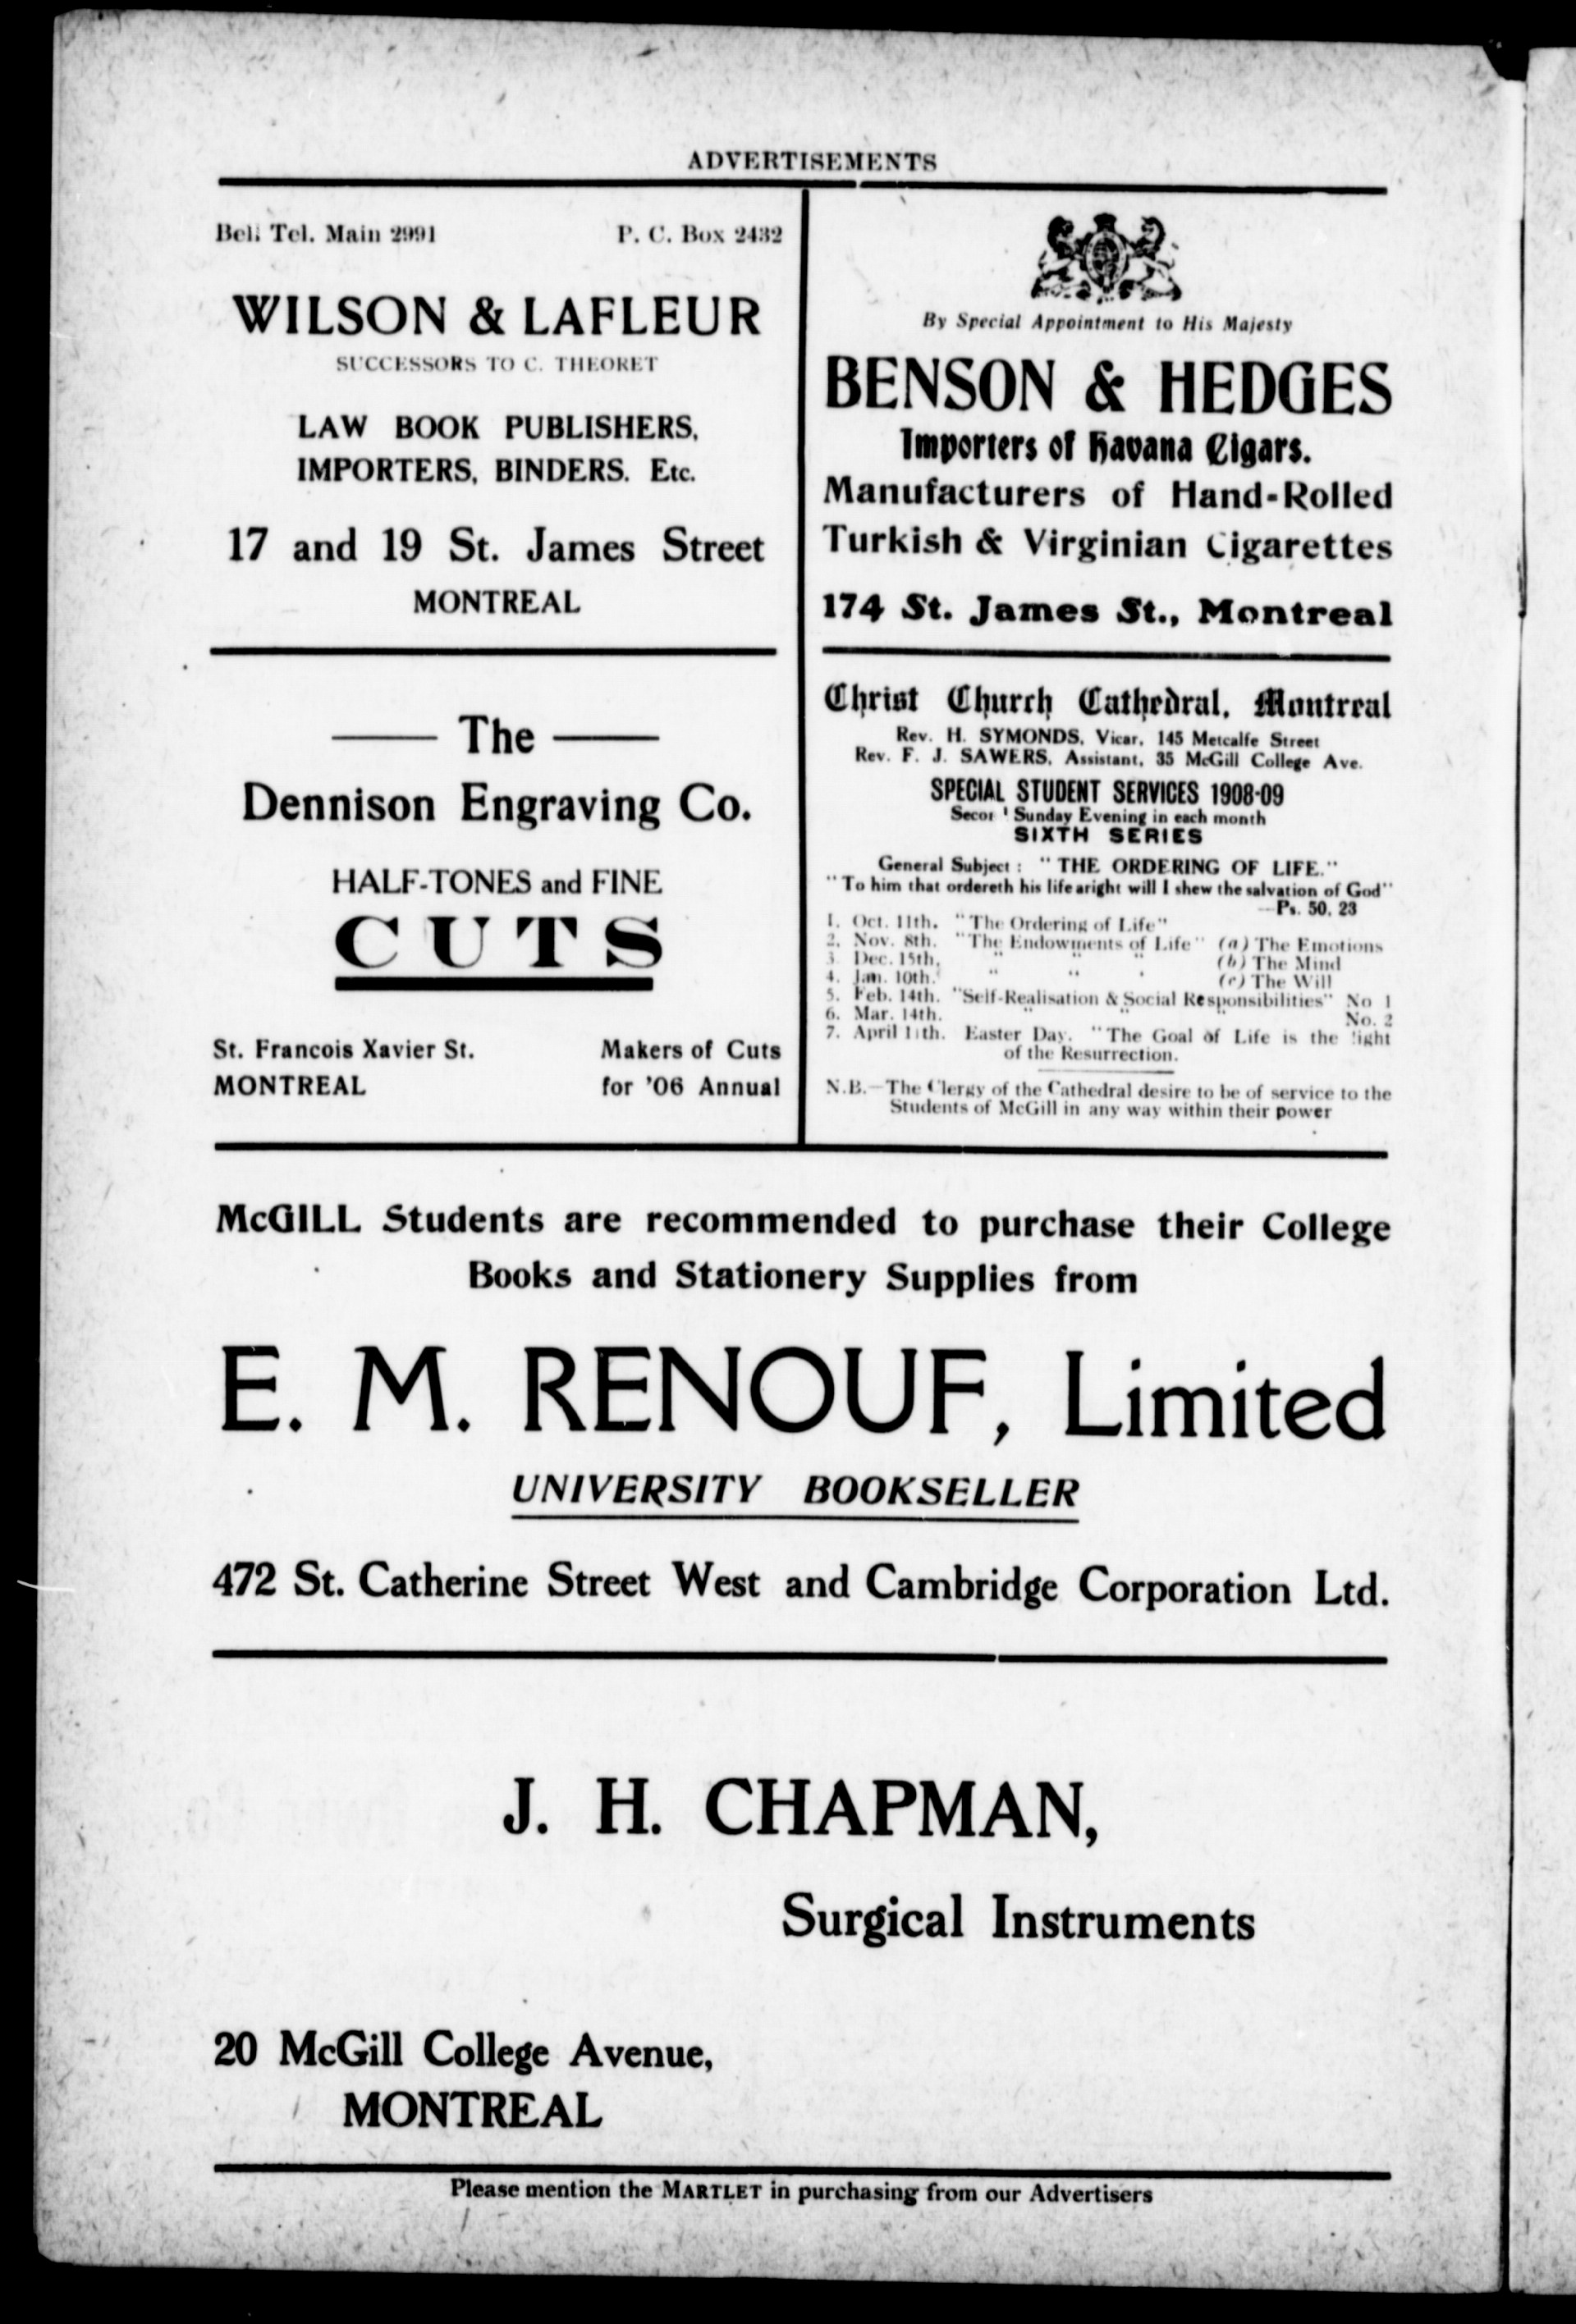 ADVERTISEMENTS
Bell Tel. Main 2991 P. C. Box 2432
WILSON & LAFLEUR
SUCCESSORS TO C. THEORET
LAW BOOK PUBLISHERS,
IMPORTERS, BINDERS. Etc.
17 and 19 St. James Street
MONTREAL
The
Dennison Engraving Co.
HALF-TONES and FINE
CUTS
St. Francois Xavier St. Makers of Cuts
MONTREAL for '06 Annual
By Special Appointment to His Majesty
BENSON & HEDGES
Importers of Havana Cigars.
Manufacturers of Hand-Rolled
Turkish & Virginian Cigarettes
174 St. James St., Montreal
Christ Church Cathedral, Montreal
Rev. H. SYMONDS, Vicar, 145 Metcalfe Street
Rev. F. J. SAWERS, Assistant, 35 McGill College Ave.
SPECIAL STUDENT SERVICES 1908-09
Second Sunday Evening in each month
SIXTH SERIES
General Subject: "THE ORDERING OF LIFE."
"To him that ordereth his life aright will I shew the salvation of God"
—Ps. 50, 23
1. Oct. 11th. "The Ordering of Life"
2. Nov. 8th. "The Endowments of Life" (a) The Emotions
3. Dec. 15th. " " " (b) The Mind
4. Jan. 10th. " " " (c) The Will
5. Feb. 14th. "Self-Realisation & Social Responsibilities" No 1
6. Mar. 14th. " " No. 2
7. April 11th. Easter Day. "The Goal of Life is the light
of the Resurrection.
N.B.—The Clergy of the Cathedral desire to be of service to the
Students of McGill in any way within their power
McGILL Students are recommended to purchase their College
Books and Stationery Supplies from
E. M. RENOUF, Limited
UNIVERSITY BOOKSELLER
472 St. Catherine Street West and Cambridge Corporation Ltd.
J. H. CHAPMAN,
Surgical Instruments
20 McGill College Avenue,
MONTREAL
Please mention the MARTLET in purchasing from our Advertisers